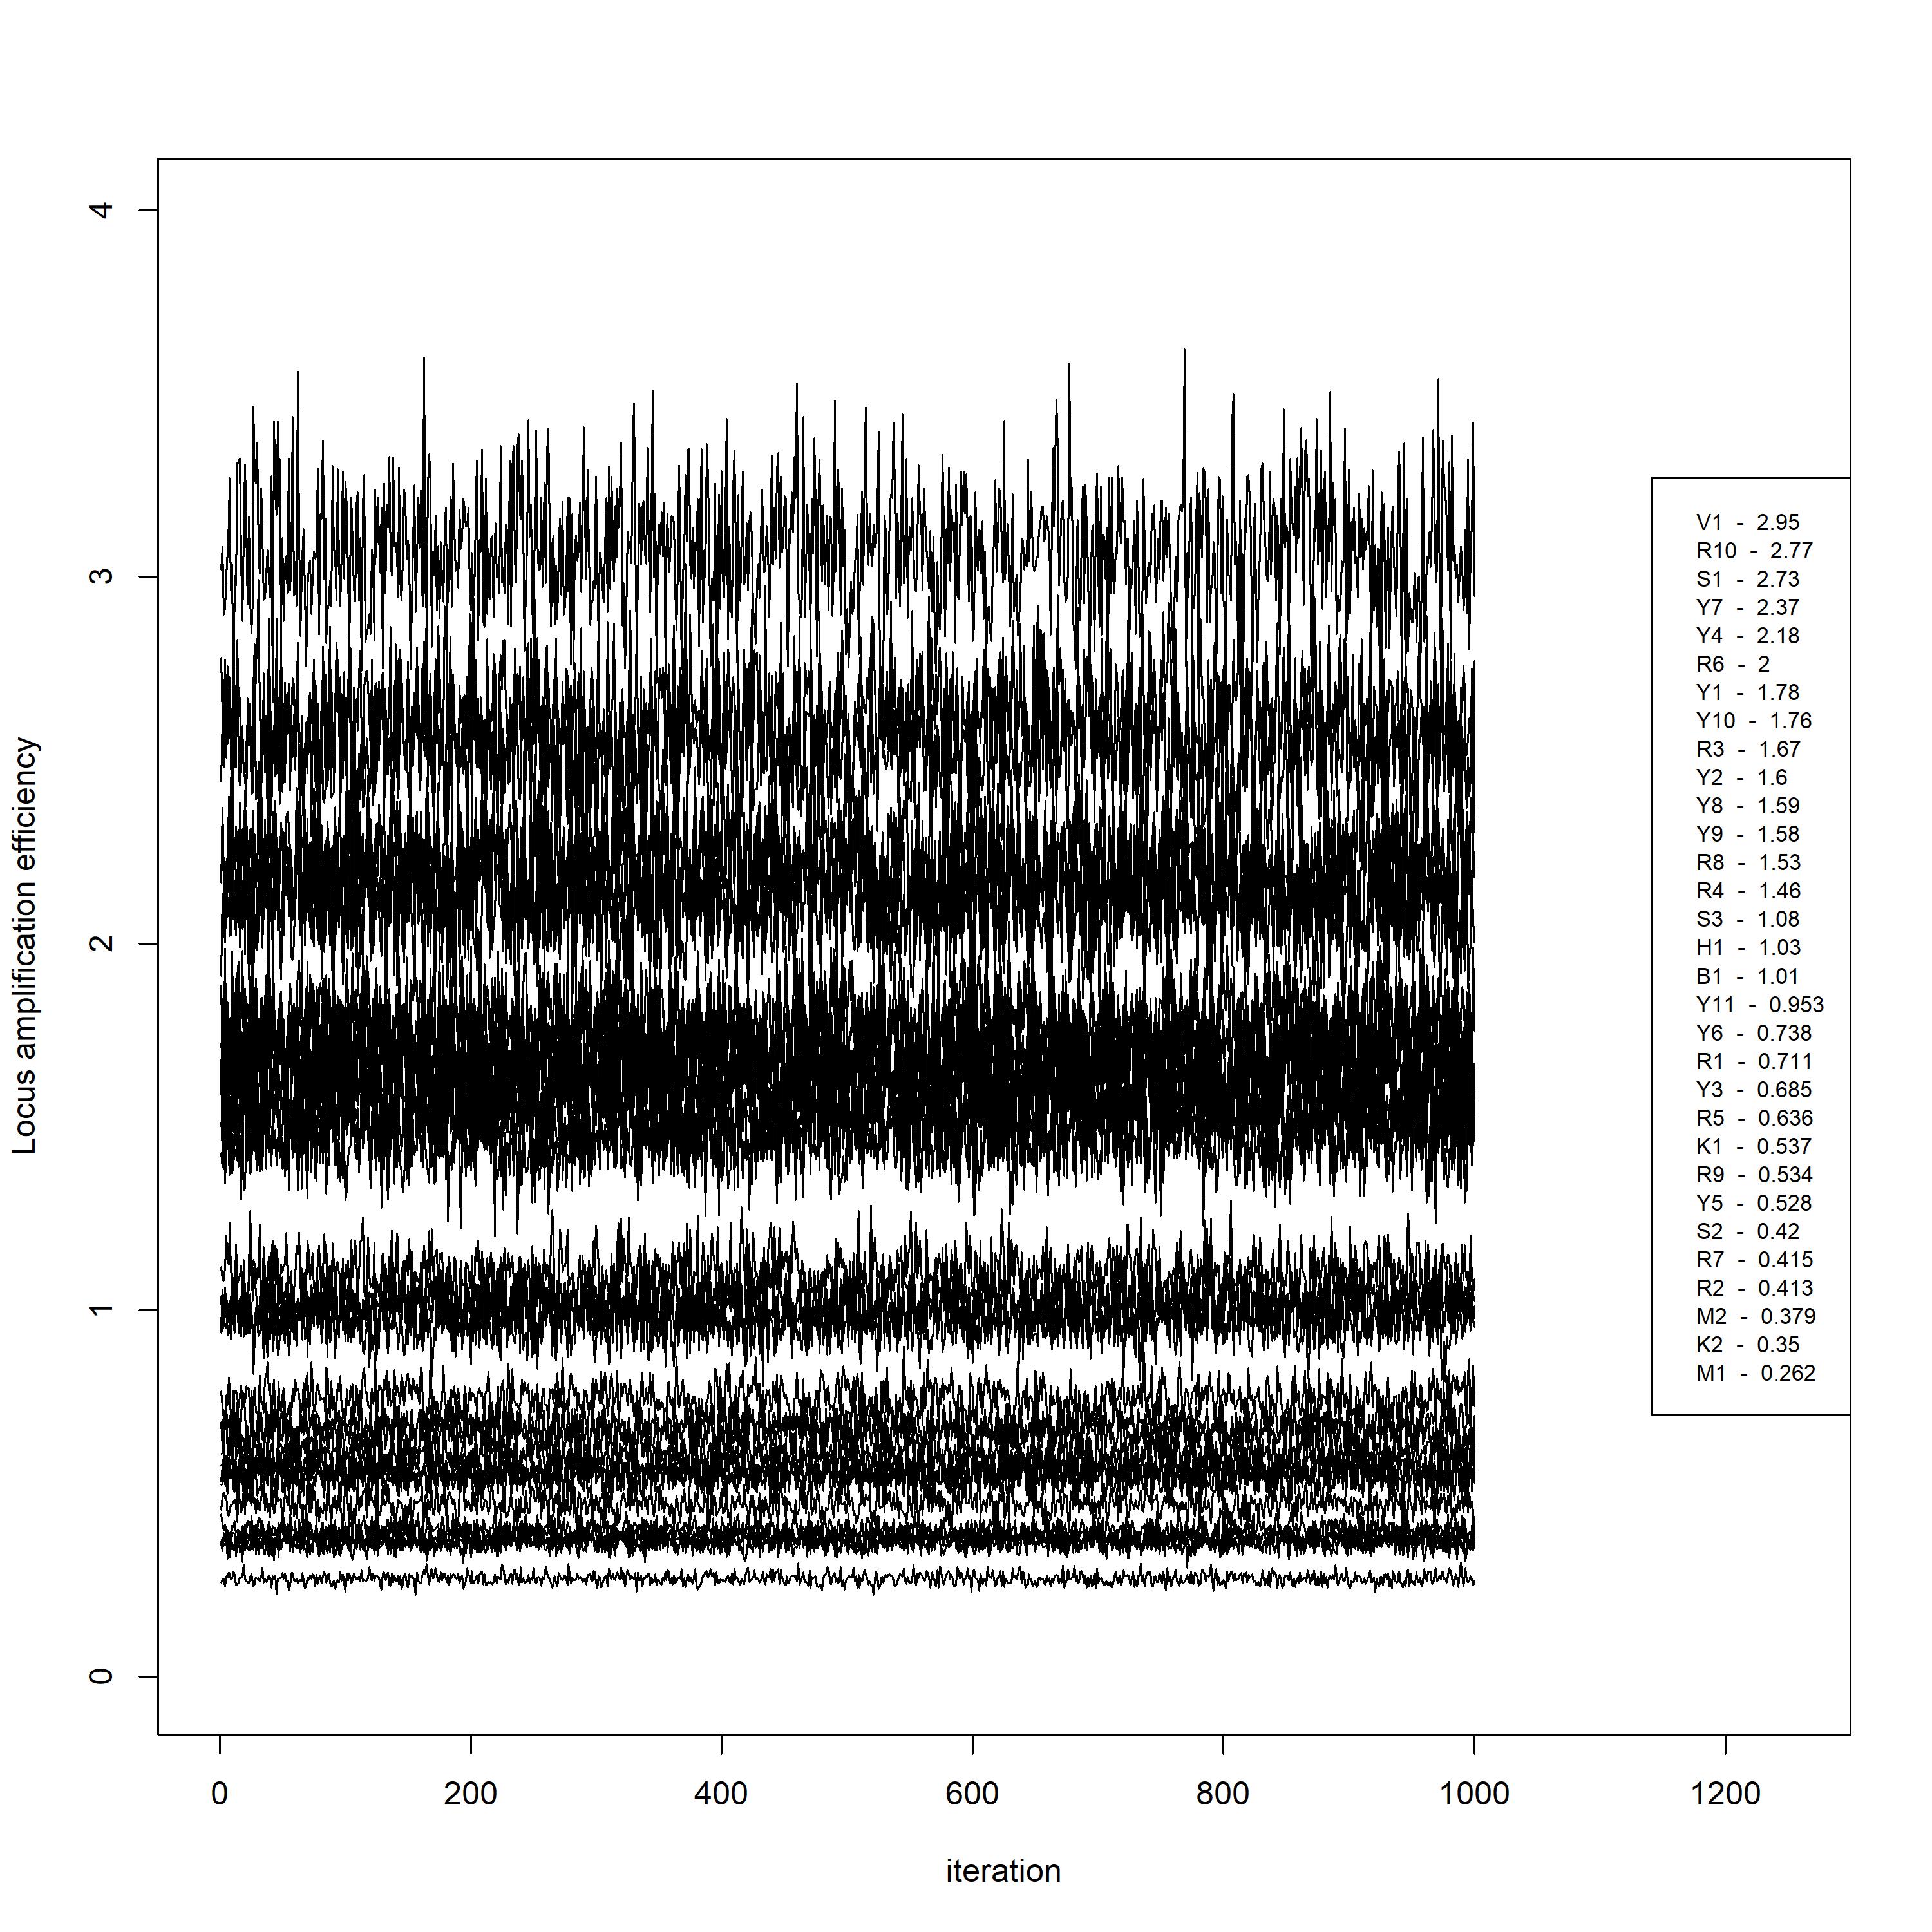 4
3
2
1
0
Locus amplification efficiency
V1 - 2.95
R10 - 2.77
S1 - 2.73
Y7 - 2.37
Y4 - 2.18
R6 - 2
Y1 - 1.78
Y10 - 1.76
R3 - 1.67
Y2 - 1.6
Y8 - 1.59
Y9 - 1.58
R8 - 1.53
R4 - 1.46
S3 - 1.08
H1 - 1.03
B1 - 1.01
Y11 - 0.953
Y6 - 0.738
R1 - 0.711
Y3 - 0.685
R5 - 0.636
K1 - 0.537
R9 - 0.534
Y5 - 0.528
S2 - 0.42
R7 - 0.415
R2 - 0.413
M2 - 0.379
K2 - 0.35
M1 - 0.262
0 200 400 600 800 1000 1200
iteration